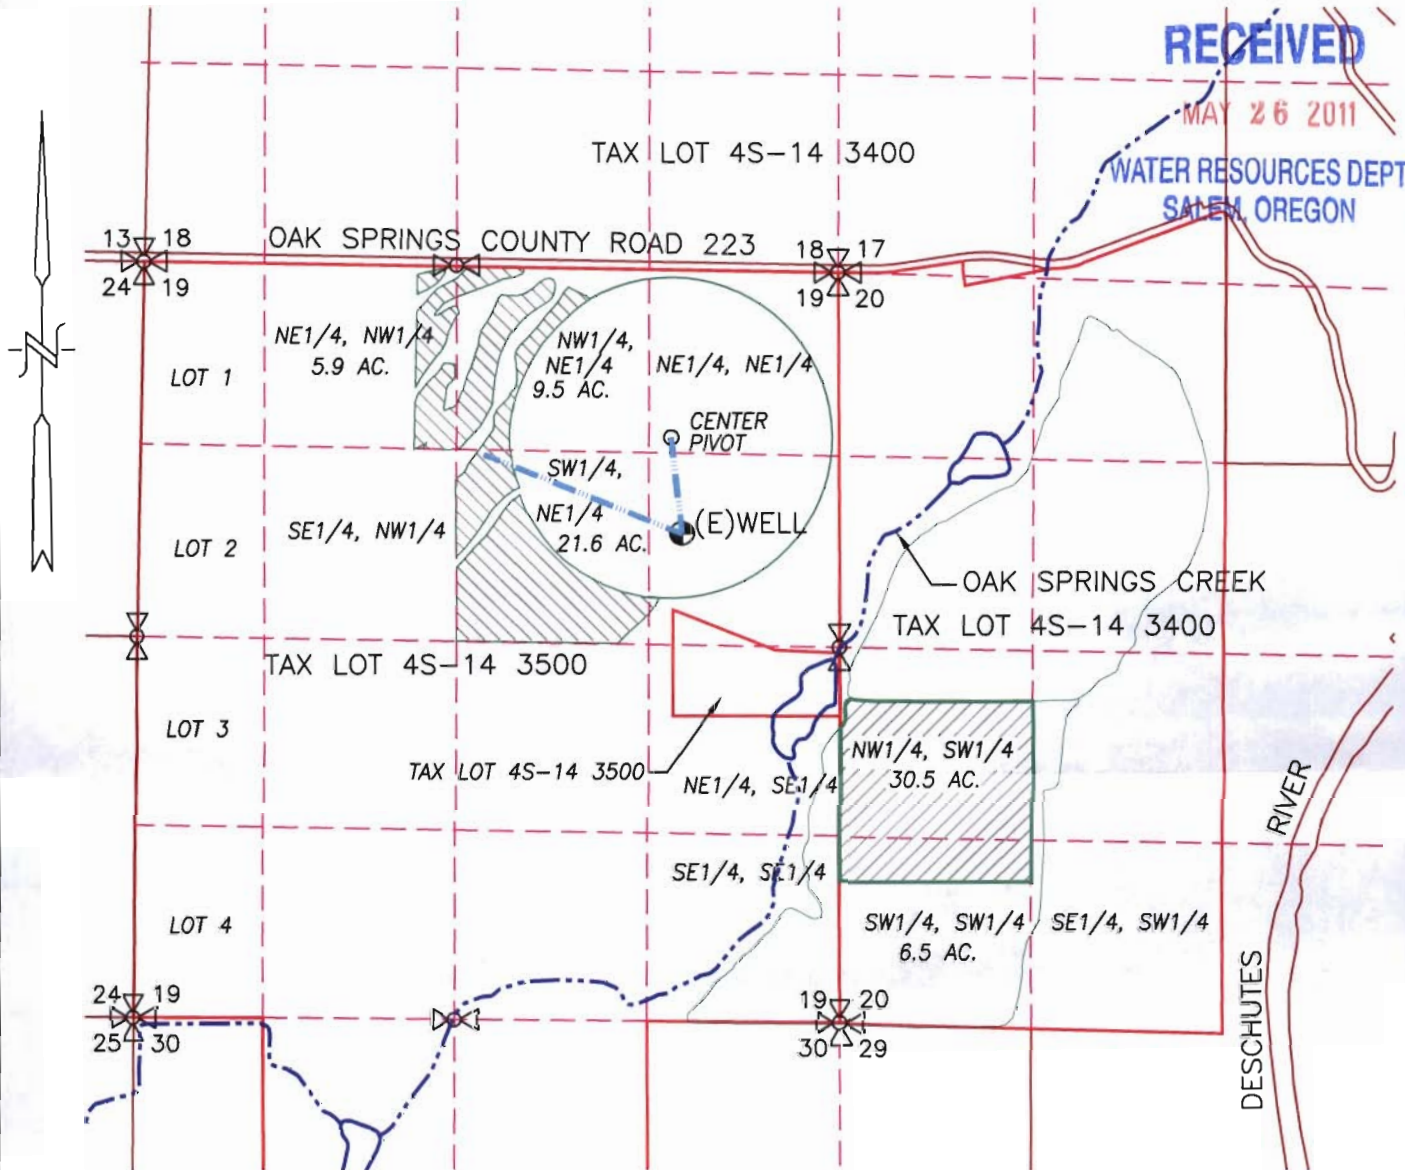 RECEIVED
MAY 26 2011
WATER RESOURCES DEPT
SALEM, OREGON
TAX LOT 4S-14 3400
OAK SPRINGS COUNTY ROAD 223
13 18
24 19
18 17
19 20
NE1/4, NW1/4
5.9 AC.
LOT 1
NW1/4,
NE1/4
9.5 AC.
NE1/4, NE1/4
CENTER
PIVOT
SW1/4,
NE1/4
21.6 AC.
(E)WELL
SE1/4, NW1/4
LOT 2
OAK SPRINGS CREEK
TAX LOT 4S-14 3400
TAX LOT 4S-14 3500
LOT 3
TAX LOT 4S-14 3500
NE1/4, SE1/4
NW1/4, SW1/4
30.5 AC.
RIVER
SE1/4, SE1/4
LOT 4
SW1/4, SW1/4
6.5 AC.
SE1/4, SW1/4
DESCHUTES
24 19
25 30
19 20
30 29
N